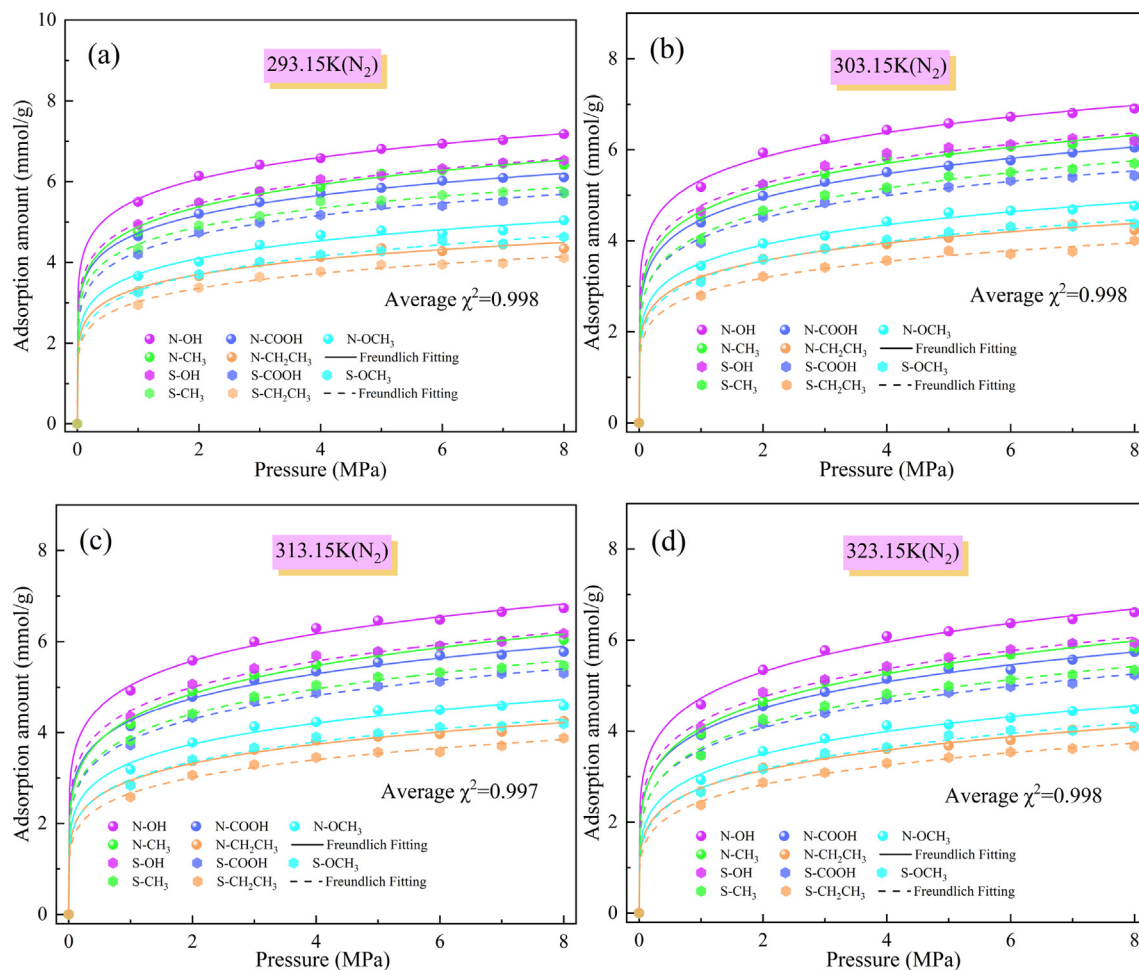 (a)
293.15K(N₂)
Adsorption amount (mmol/g)
10
8
6
4
2
0
Average χ²=0.998
N-OH N-COOH N-OCH₃
N-CH₃ N-CH₂CH₃ Freundlich Fitting
S-OH S-COOH S-OCH₃
S-CH₃ S-CH₂CH₃ Freundlich Fitting
0 2 4 6 8
Pressure (MPa)
(b)
303.15K(N₂)
Adsorption amount (mmol/g)
8
6
4
2
0
Average χ²=0.998
N-OH N-COOH N-OCH₃
N-CH₃ N-CH₂CH₃ Freundlich Fitting
S-OH S-COOH S-OCH₃
S-CH₃ S-CH₂CH₃ Freundlich Fitting
0 2 4 6 8
Pressure (MPa)
(c)
313.15K(N₂)
Adsorption amount (mmol/g)
8
6
4
2
0
Average χ²=0.997
N-OH N-COOH N-OCH₃
N-CH₃ N-CH₂CH₃ Freundlich Fitting
S-OH S-COOH S-OCH₃
S-CH₃ S-CH₂CH₃ Freundlich Fitting
0 2 4 6 8
Pressure (MPa)
(d)
323.15K(N₂)
Adsorption amount (mmol/g)
8
6
4
2
0
Average χ²=0.998
N-OH N-COOH N-OCH₃
N-CH₃ N-CH₂CH₃ Freundlich Fitting
S-OH S-COOH S-OCH₃
S-CH₃ S-CH₂CH₃ Freundlich Fitting
0 2 4 6 8
Pressure (MPa)